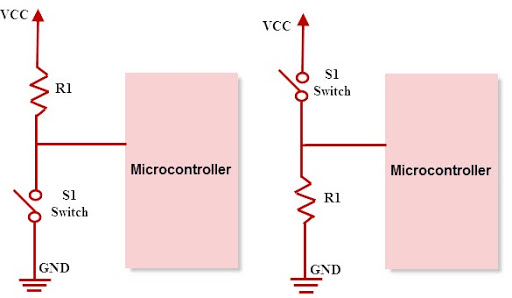 VCC
R1
Microcontroller
S1
Switch
GND
VCC
S1
Switch
Microcontroller
R1
GND